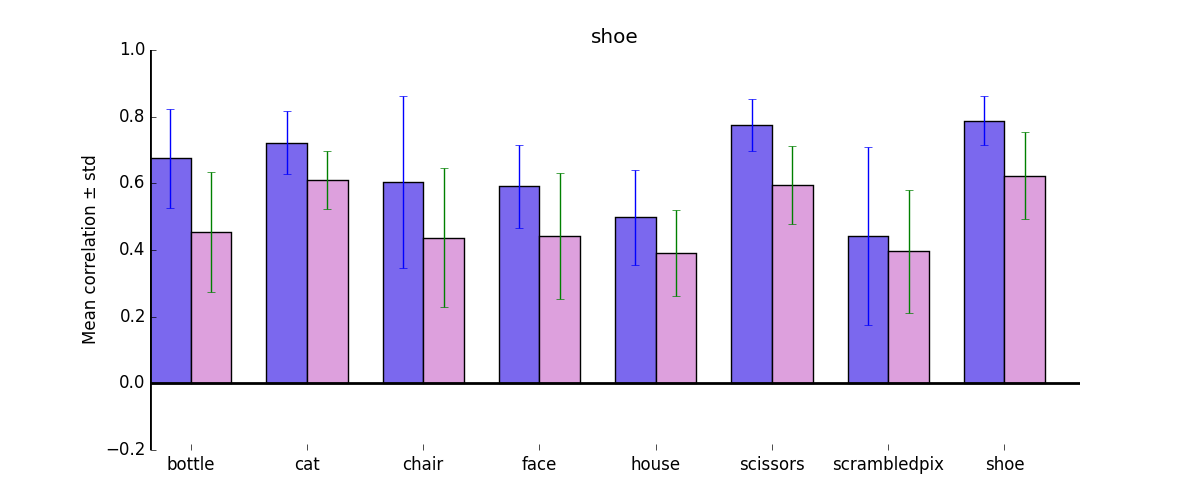 shoe
Mean correlation ± std
1.0
0.8
0.6
0.4
0.2
0.0
−0.2
bottle cat chair face house scissors scrambledpix shoe